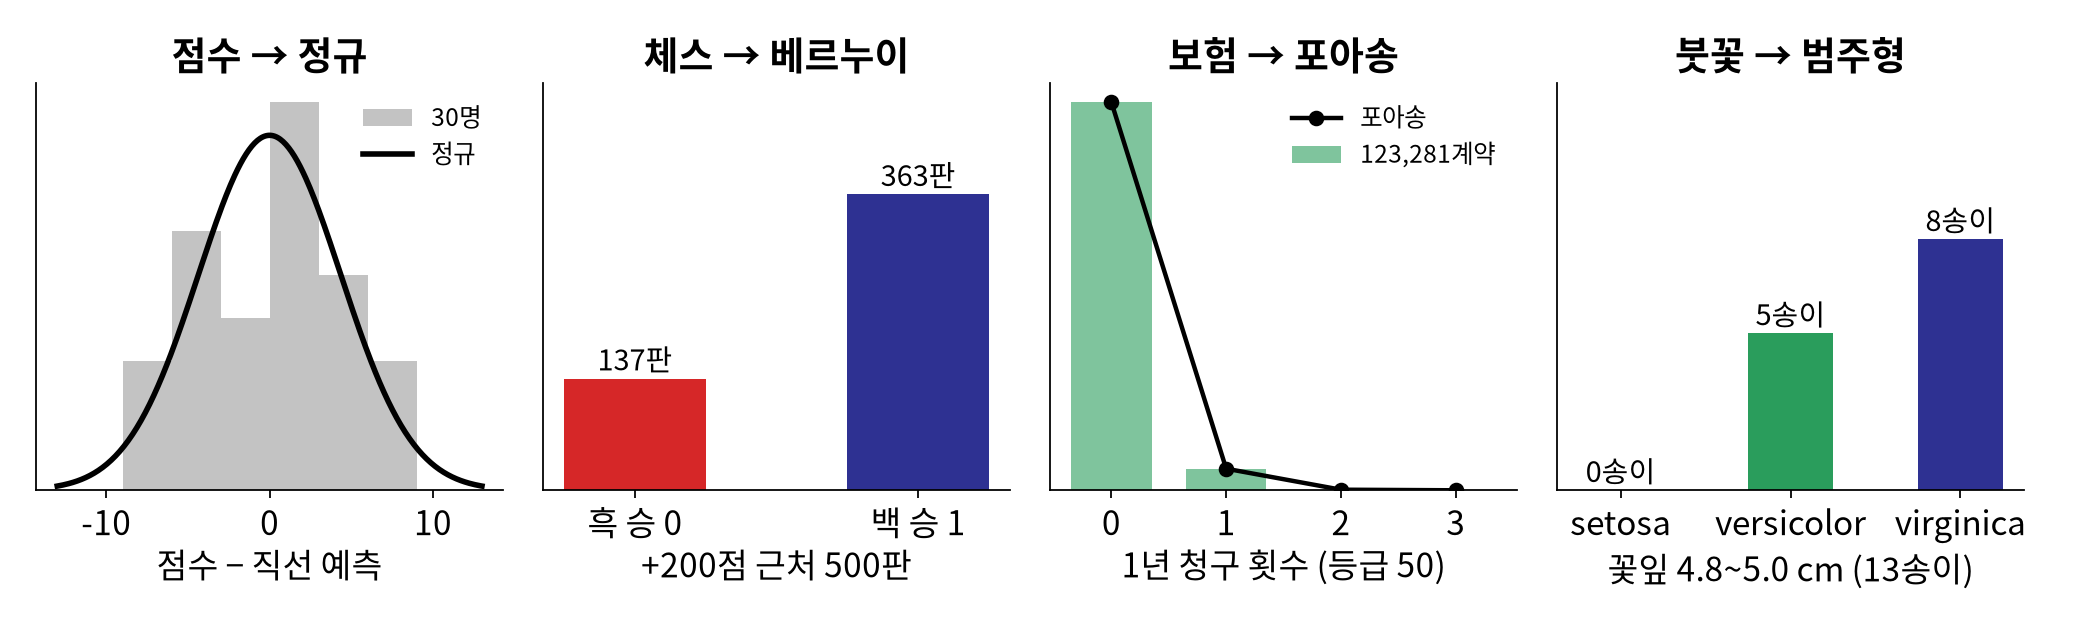 점수 → 정규
30명
정규
-10 0 10
점수 – 직선 예측
체스 → 베르누이
137판
363판
흑 승 0 백 승 1
+200점 근처 500판
보험 → 포아송
포아송
123,281계약
0 1 2 3
1년 청구 횟수 (등급 50)
붓꽃 → 범주형
0송이
5송이
8송이
setosa versicolor virginica
꽃잎 4.8~5.0 cm (13송이)